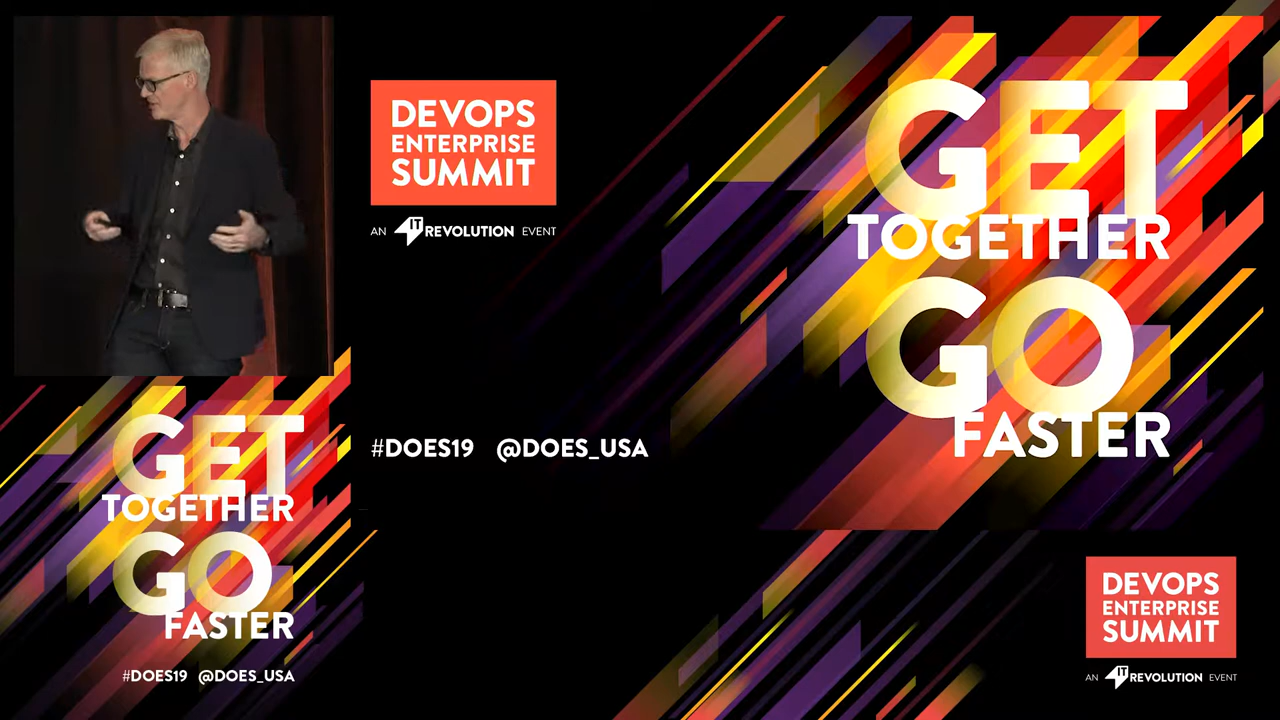 DEVOPS
ENTERPRISE
SUMMIT
AN IT REVOLUTION EVENT
#DOES19 @DOES_USA
GET
TOGETHER
GO
FASTER
GET
TOGETHER
GO
FASTER
#DOES19 @DOES_USA
DEVOPS
ENTERPRISE
SUMMIT
AN IT REVOLUTION EVENT